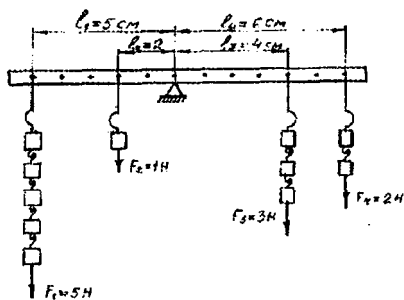 l₁=5 см
l₄=6 см
l₂=2
l₃=4 см
F₂=1Н
F₃=3Н
F₄=2Н
F₁=5Н